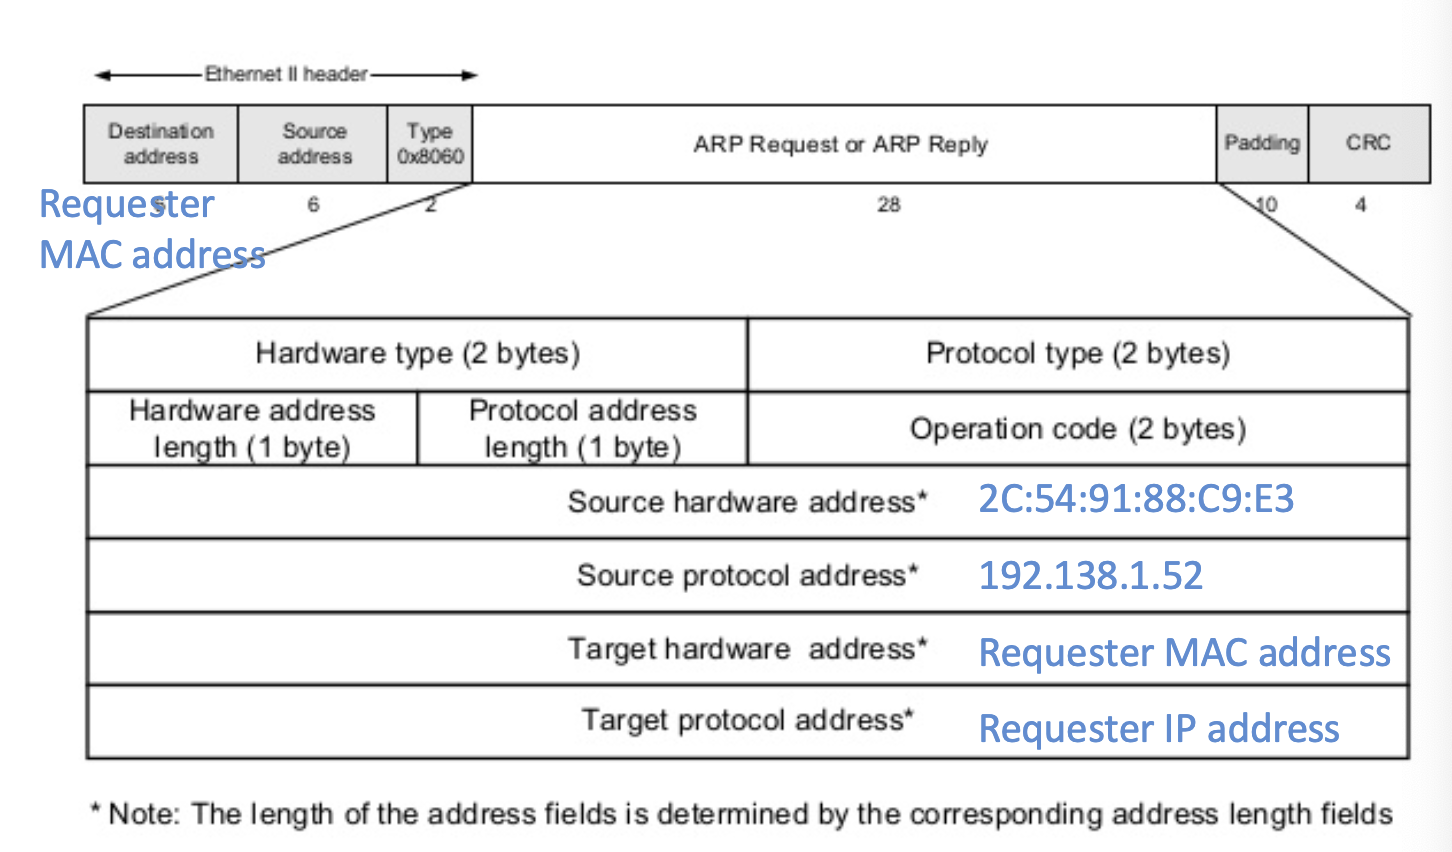 Ethernet II header
Destination address
Source address
Type 0x8060
ARP Request or ARP Reply
Padding
CRC
6
6
2
28
10
4
Requester
MAC address
Hardware type (2 bytes)
Protocol type (2 bytes)
Hardware address length (1 byte)
Protocol address length (1 byte)
Operation code (2 bytes)
Source hardware address* 2C:54:91:88:C9:E3
Source protocol address* 192.138.1.52
Target hardware address* Requester MAC address
Target protocol address* Requester IP address
* Note: The length of the address fields is determined by the corresponding address length fields